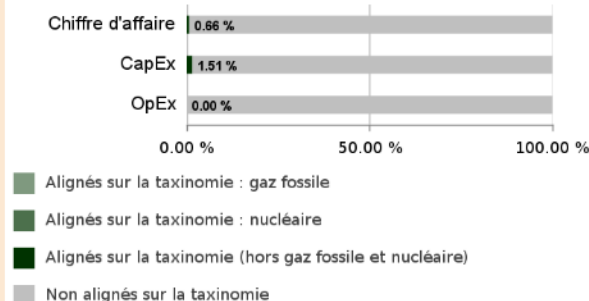 Chiffre d'affaire 0.66 %
CapEx 1.51 %
OpEx 0.00 %
0.00 % 50.00 % 100.00 %
Alignés sur la taxinomie : gaz fossile
Alignés sur la taxinomie : nucléaire
Alignés sur la taxinomie (hors gaz fossile et nucléaire)
Non alignés sur la taxinomie